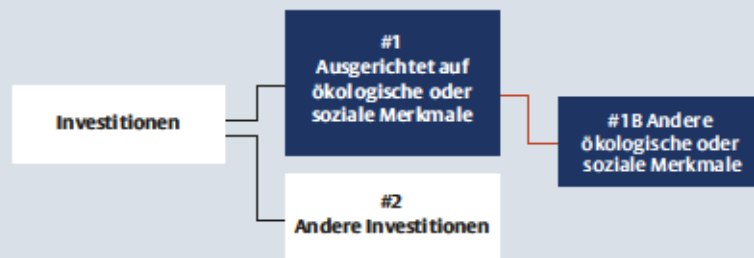 Investitionen
#1
Ausgerichtet auf
ökologische oder
soziale Merkmale
#1B Andere
ökologische oder
soziale Merkmale
#2
Andere Investitionen